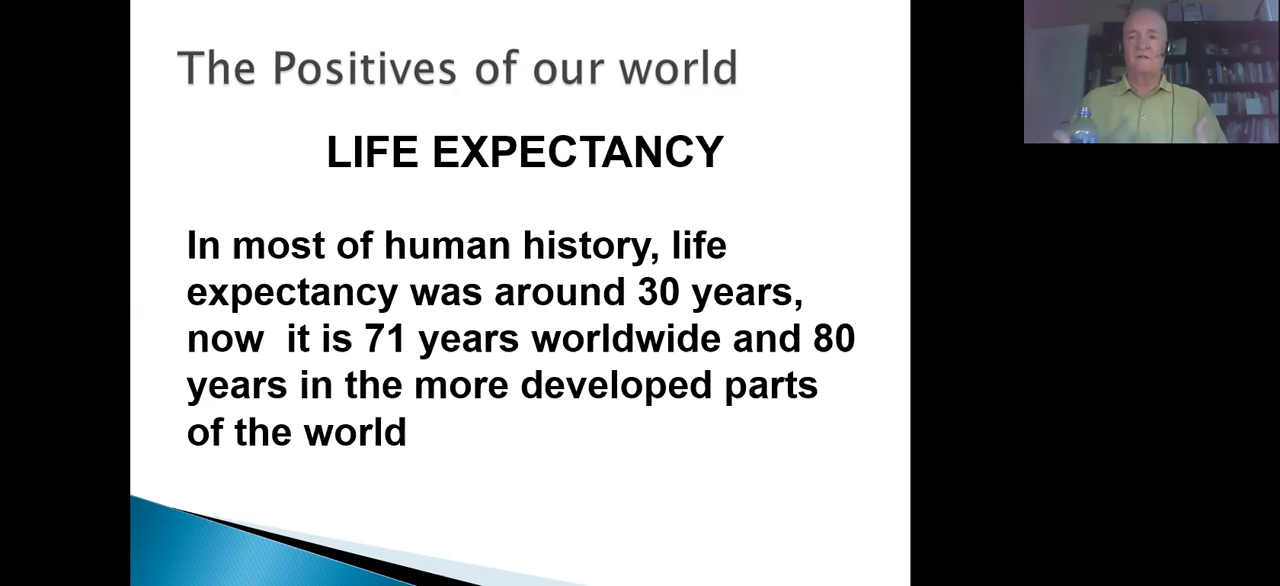 The Positives of our world
LIFE EXPECTANCY
In most of human history, life
expectancy was around 30 years,
now  it is 71 years worldwide and 80
years in the more developed parts
of the world